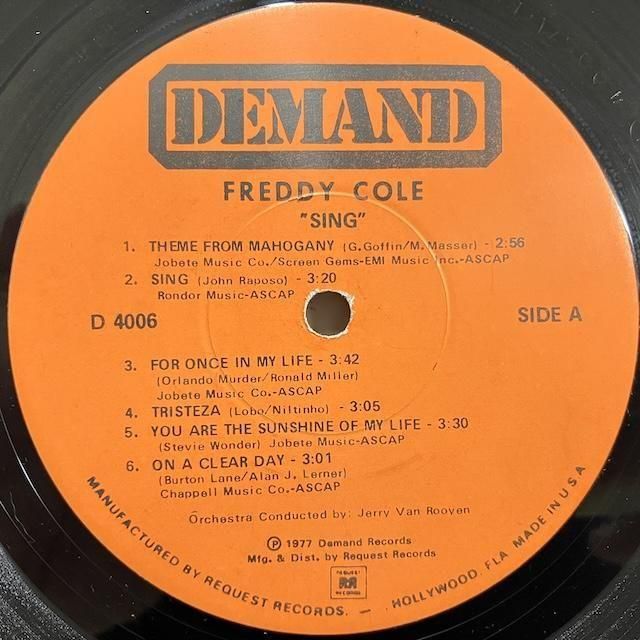 DEMAND
FREDDY COLE
"SING"
1. THEME FROM MAHOGANY (G.Goffin/M.Masser) - 2:56
Jobete Music Co./Screen Gems-EMI Music Inc.-ASCAP
2. SING (John Raposo) - 3:20
Rondor Music-ASCAP
D 4006
SIDE A
3. FOR ONCE IN MY LIFE - 3:42
(Orlando Murder/Ronald Miller)
Jobete Music Co.-ASCAP
4. TRISTEZA (Lobo/Niltinho) - 3:05
5. YOU ARE THE SUNSHINE OF MY LIFE - 3:30
(Stevie Wonder) Jobete Music-ASCAP
6. ON A CLEAR DAY - 3:01
(Burton Lane/Alan J. Lerner)
Chappell Music Co.-ASCAP
Orchestra Conducted by: Jerry Van Rooyen
Ⓟ 1977 Demand Records
Mfg. & Dist. by Request Records
REQUEST
RR
RECORDS
MANUFACTURED BY REQUEST RECORDS. — HOLLYWOOD, FLA MADE IN U.S.A